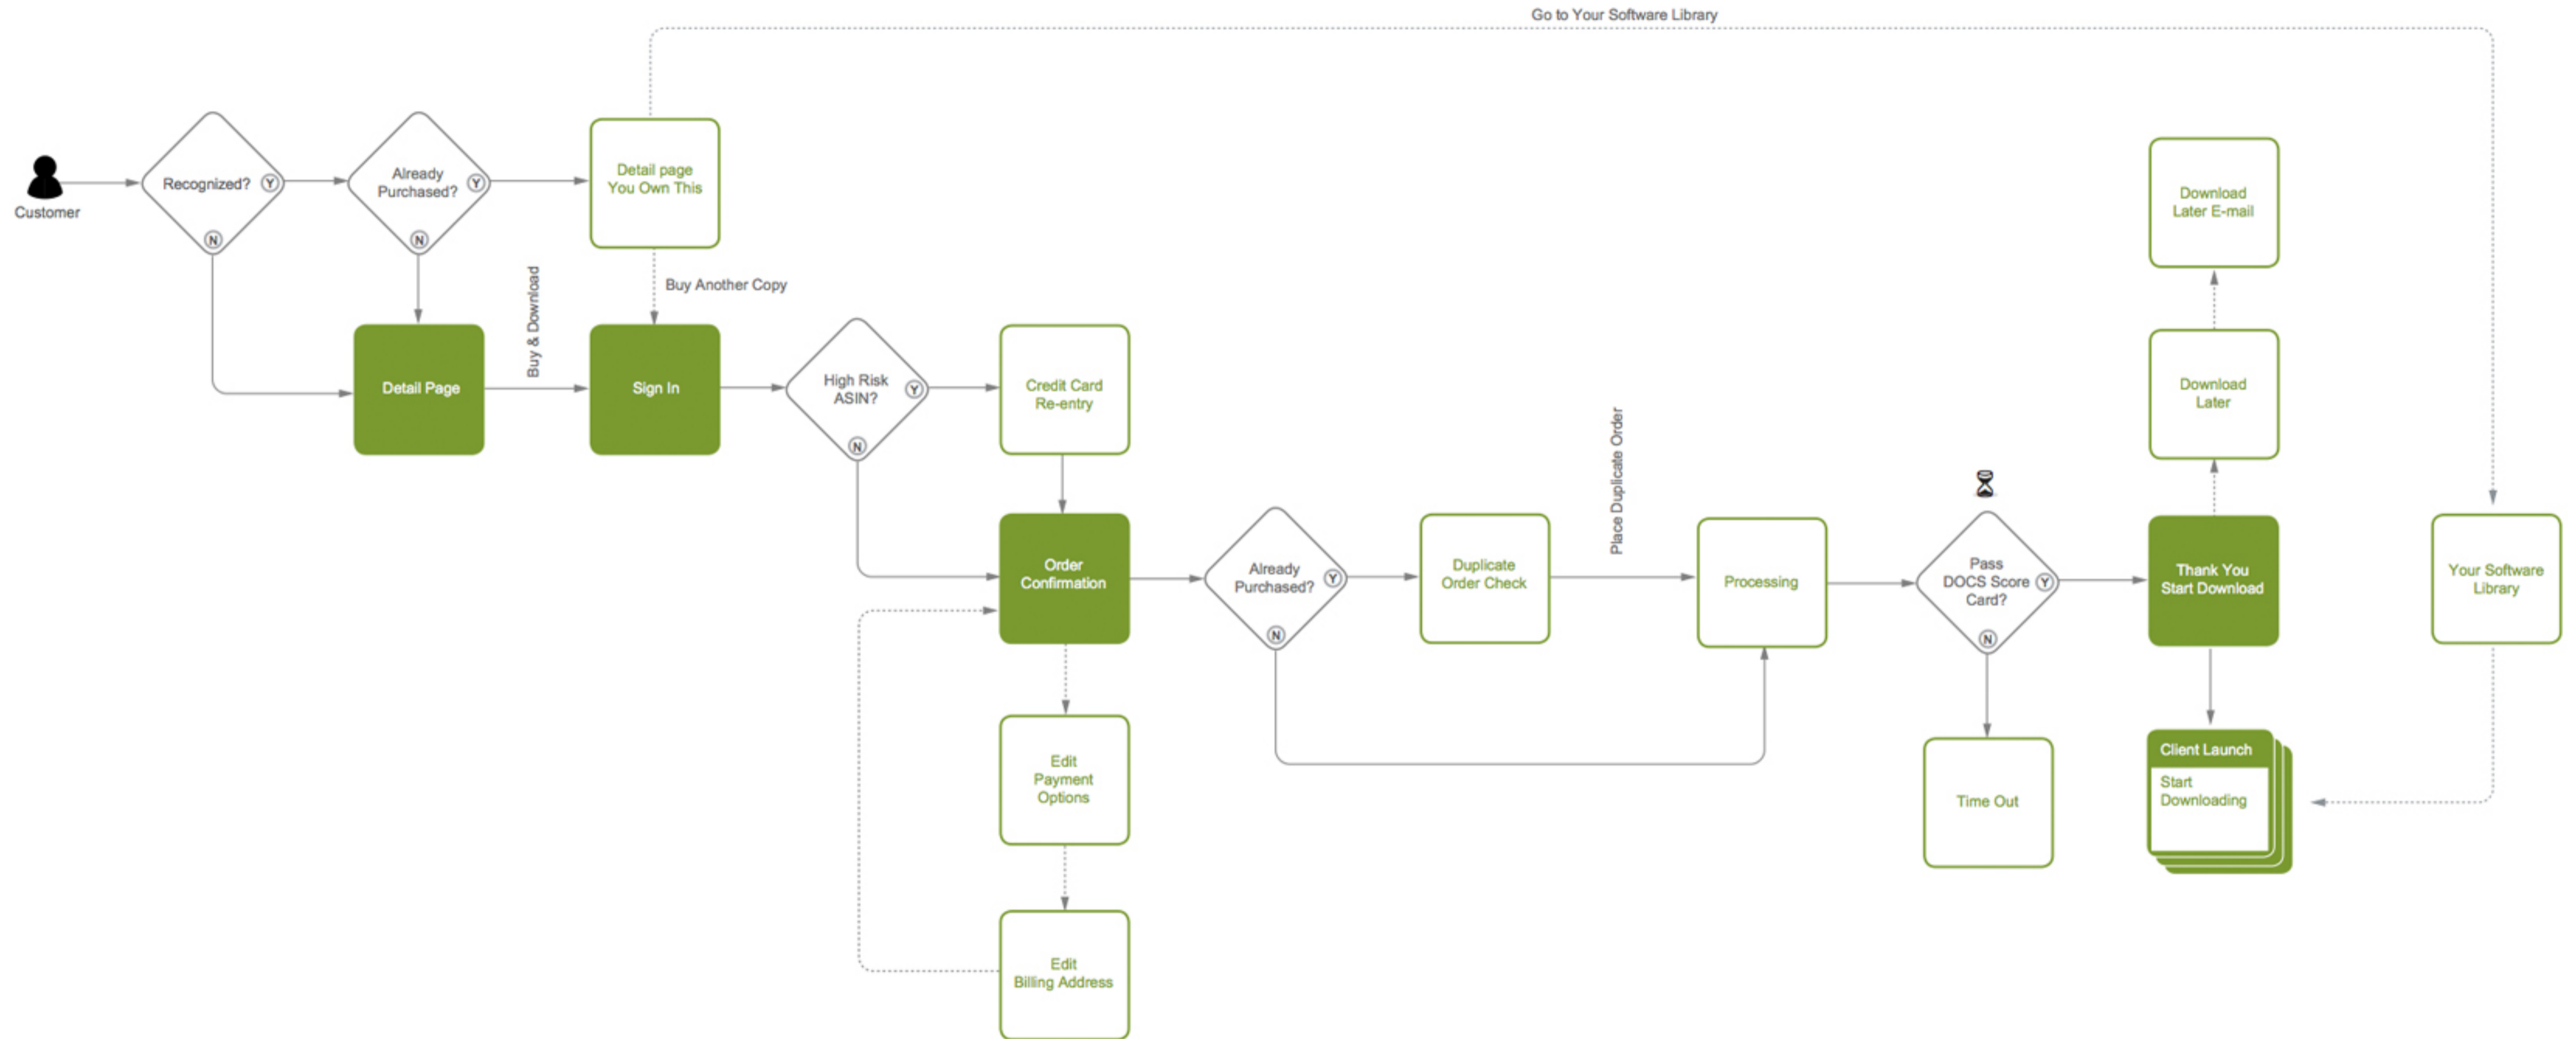 Go to Your Software Library
Customer
Recognized?
Y
N
Already
Purchased?
Y
N
Detail page
You Own This
Buy Another Copy
Buy & Download
Detail Page
Sign In
High Risk
ASIN?
Y
N
Credit Card
Re-entry
Order
Confirmation
Edit
Payment
Options
Edit
Billing Address
Already
Purchased?
Y
N
Duplicate
Order Check
Place Duplicate Order
Processing
Pass
DOCS Score
Card?
Y
N
Time Out
Download
Later E-mail
Download
Later
Thank You
Start Download
Client Launch
Start
Downloading
Your Software
Library